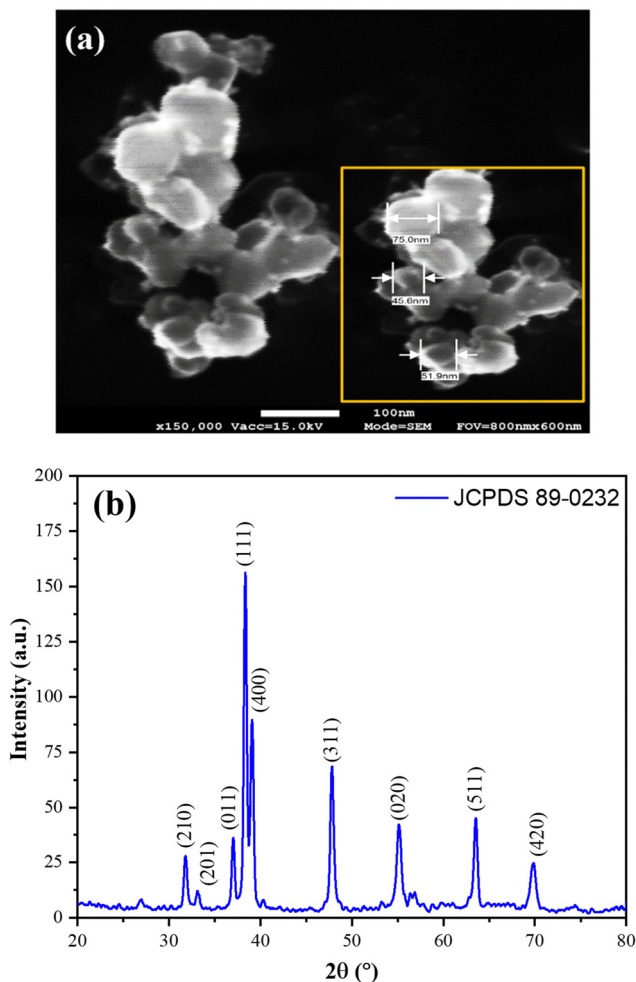 (a)
75.0nm
45.6nm
51.9nm
100nm
x150,000 Vacc=15.0kV Mode=SEM FOV=800nmx600nm
(b)
JCPDS 89-0232
200
175
150
125
100
75
50
25
0
Intensity (a.u.)
(210)
(201)
(011)
(111)
(400)
(311)
(020)
(511)
(420)
20 30 40 50 60 70 80
2θ (°)